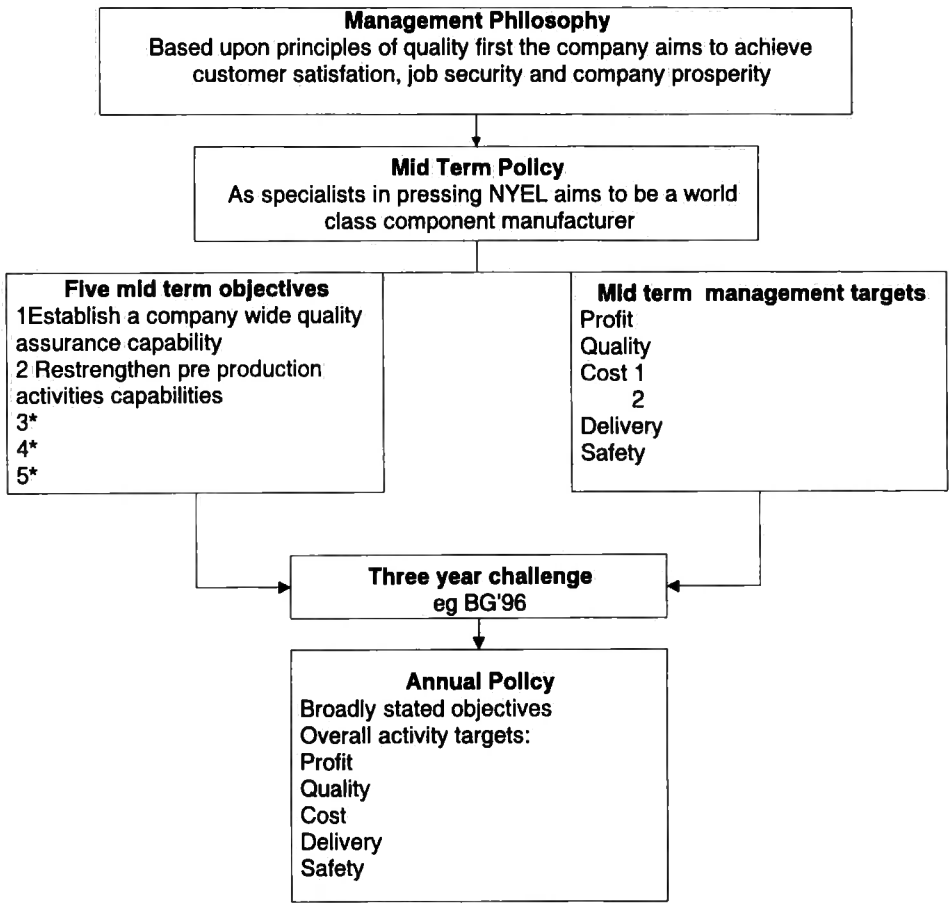 Management Philosophy
Based upon principles of quality first the company aims to achieve
customer satisfation, job security and company prosperity
Mid Term Policy
As specialists in pressing NYEL aims to be a world
class component manufacturer
Five mid term objectives
1Establish a company wide quality
assurance capability
2 Restrengthen pre production
activities capabilities
3*
4*
5*
Mid term management targets
Profit
Quality
Cost 1
2
Delivery
Safety
Three year challenge
eg BG'96
Annual Policy
Broadly stated objectives
Overall activity targets:
Profit
Quality
Cost
Delivery
Safety